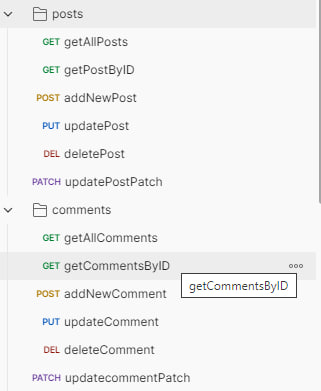 posts
GET getAllPosts
GET getPostByID
POST addNewPost
PUT updatePost
DEL deletePost
PATCH updatePostPatch
comments
GET getAllComments
GET getCommentsByID
getCommentsByID
POST addNewComment
PUT updateComment
DEL deleteComment
PATCH updatecommentPatch